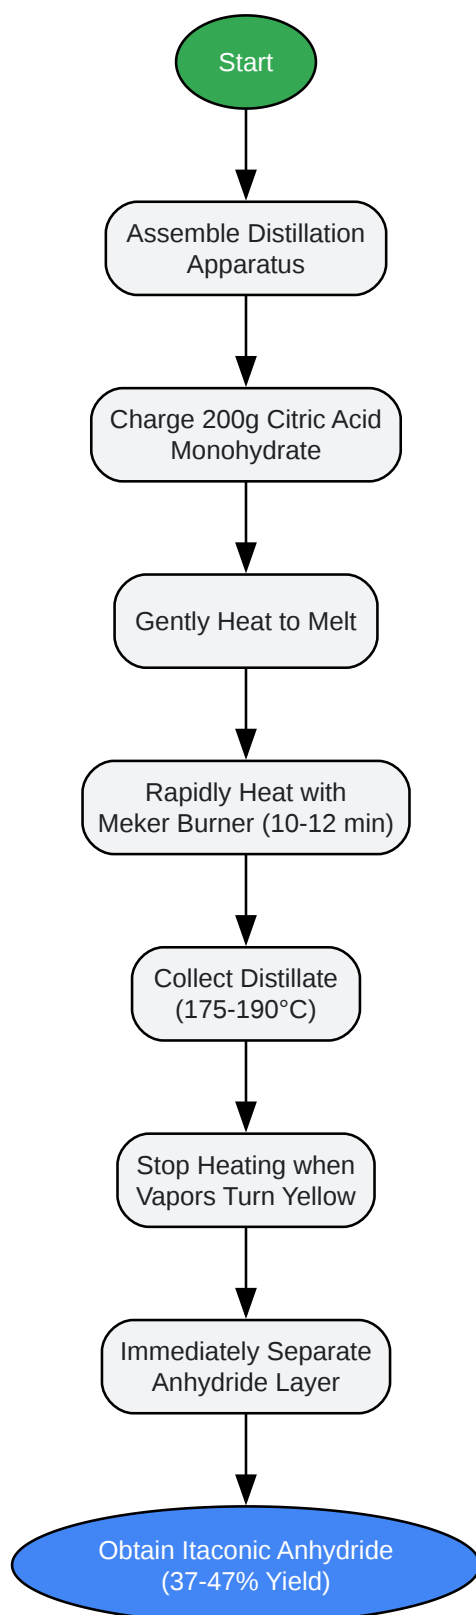 Start
Assemble Distillation
Apparatus
Charge 200g Citric Acid
Monohydrate
Gently Heat to Melt
Rapidly Heat with
Meker Burner (10-12 min)
Collect Distillate
(175-190°C)
Stop Heating when
Vapors Turn Yellow
Immediately Separate
Anhydride Layer
Obtain Itaconic Anhydride
(37-47% Yield)